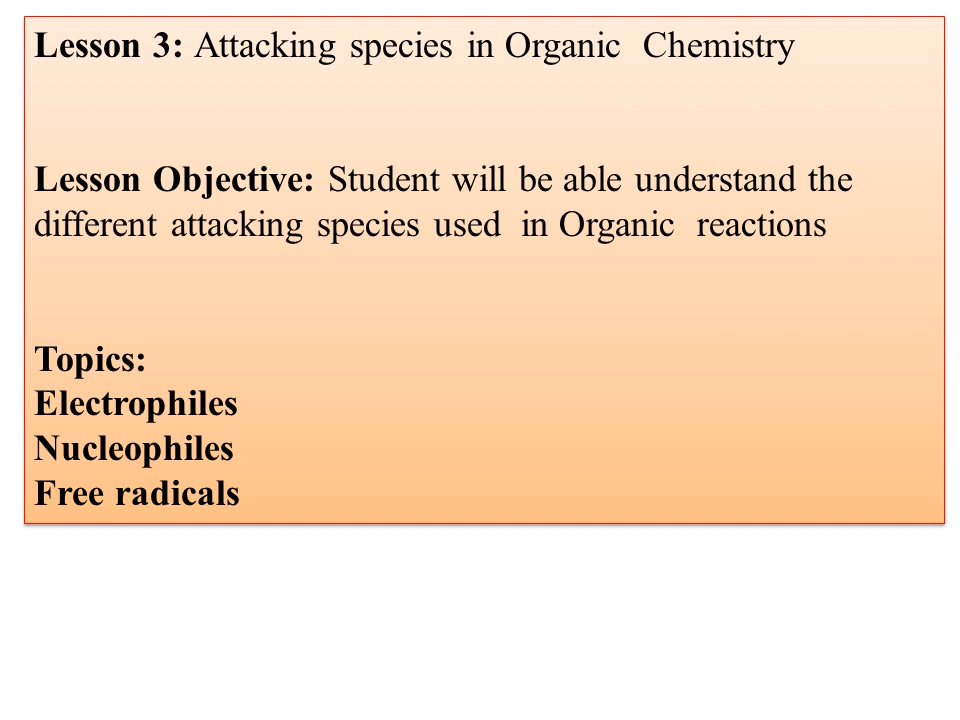 Lesson 3: Attacking species in Organic Chemistry
Lesson Objective: Student will be able understand the
different attacking species used in Organic reactions
Topics:
Electrophiles
Nucleophiles
Free radicals